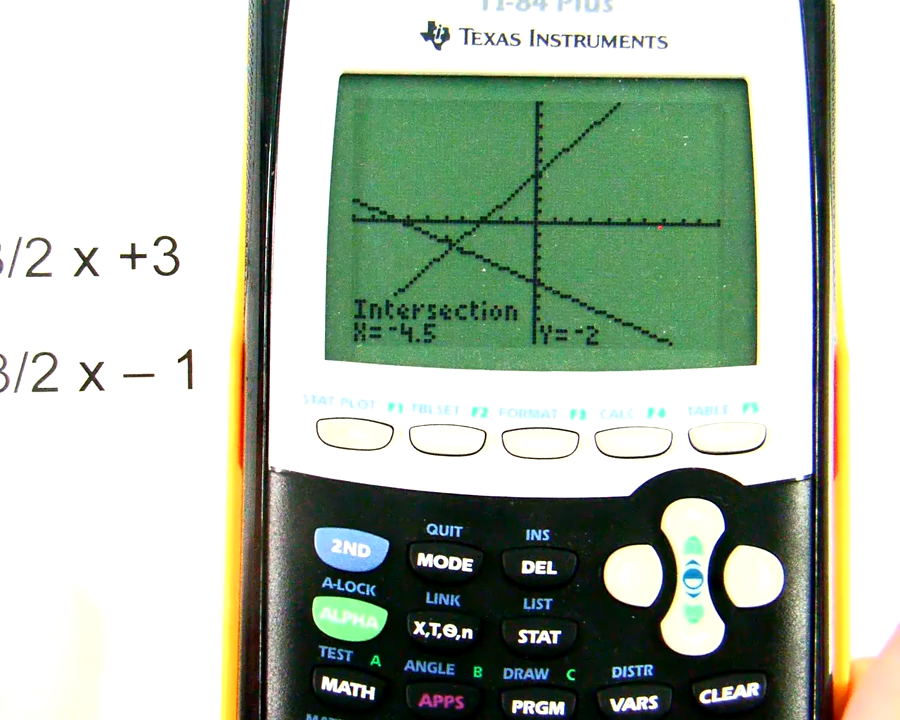 TI-84 Plus
TEXAS INSTRUMENTS
3/2 x +3
3/2 x – 1
Intersection
X=-4.5 Y=-2
STAT PLOT F1 TBLSET F2 FORMAT F3 CALC F4 TABLE F5
QUIT INS
2ND MODE DEL
A-LOCK LINK LIST
ALPHA X,T,Θ,n STAT
TEST A ANGLE B DRAW C DISTR
MATH APPS PRGM VARS CLEAR